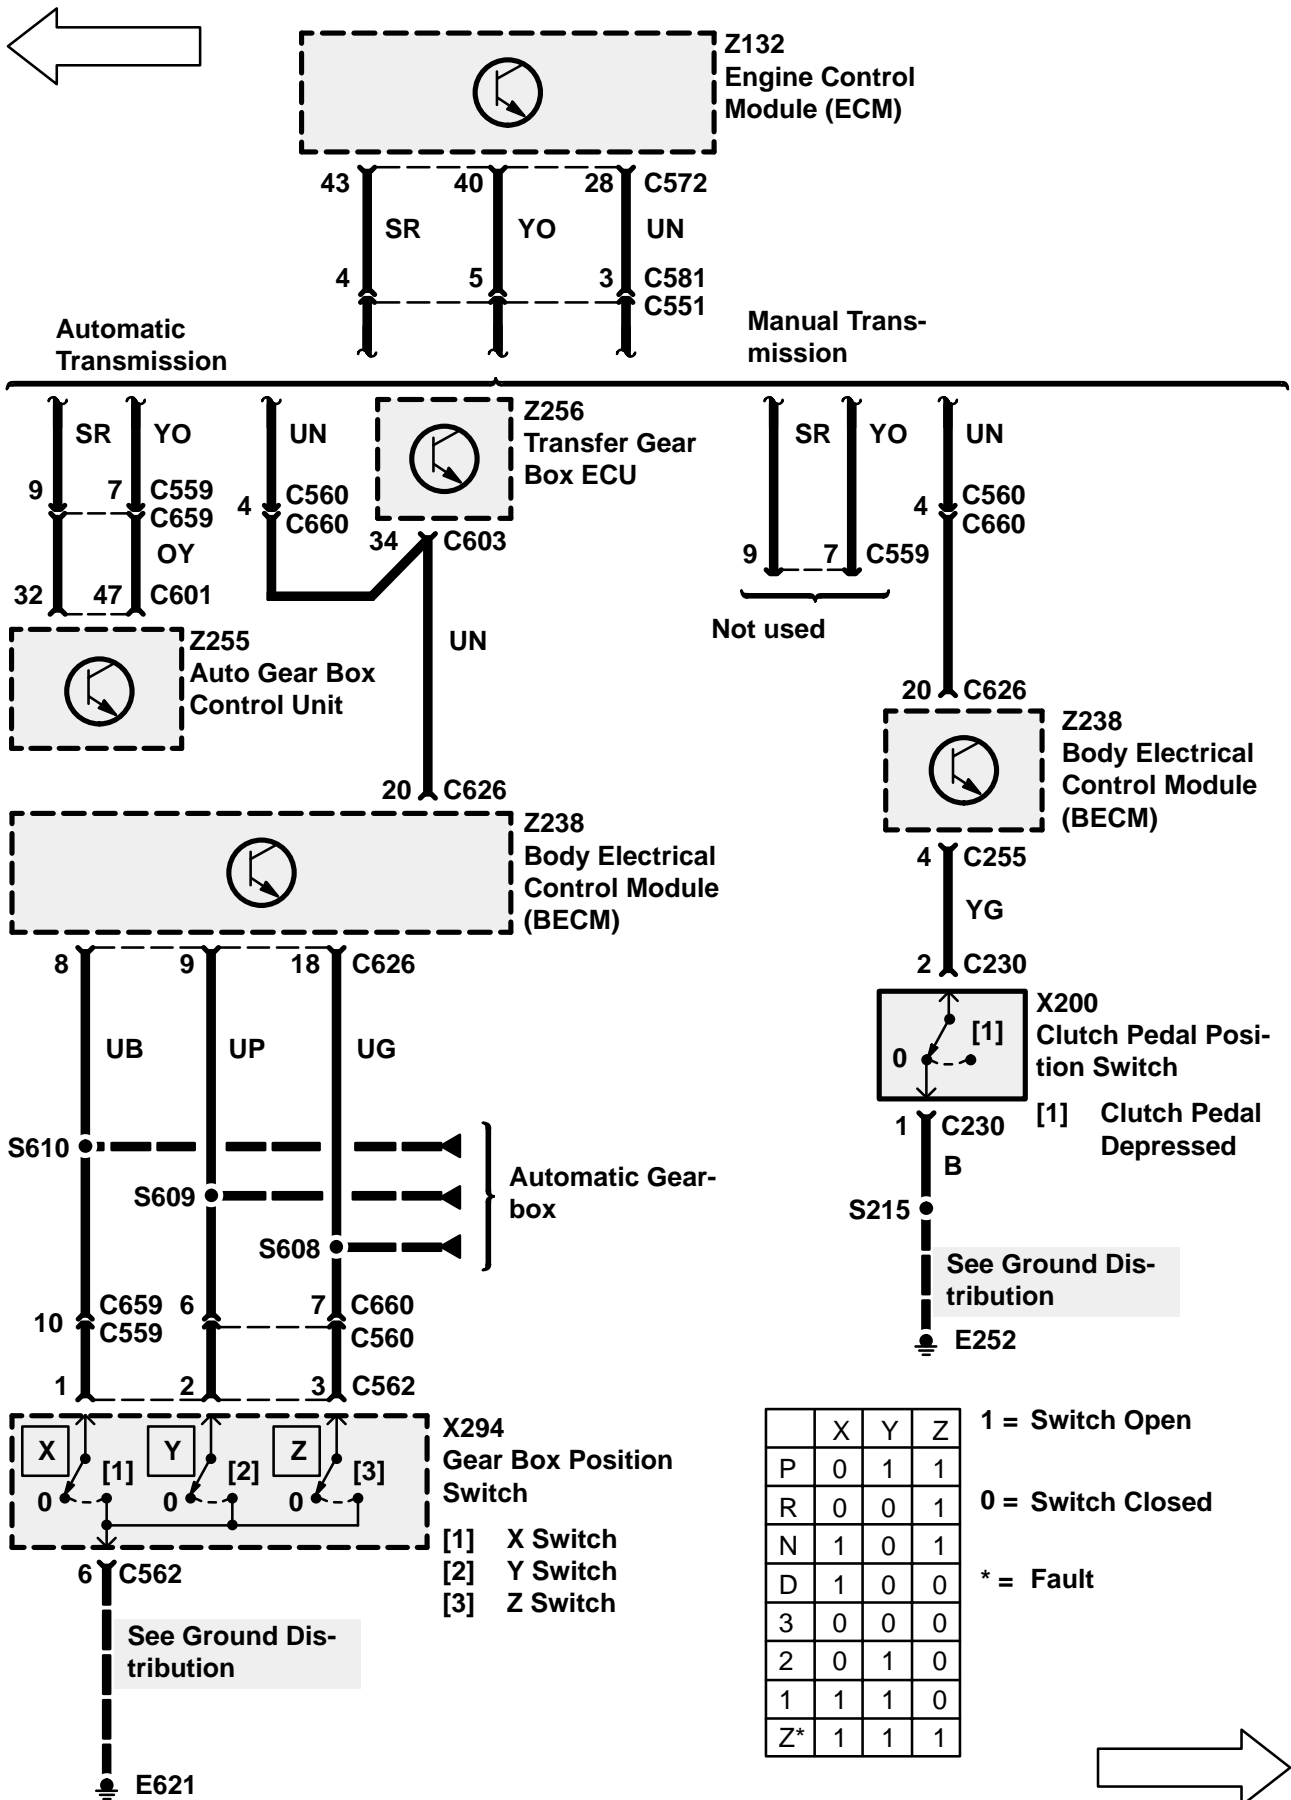 Z132
Engine Control
Module (ECM)
43 40 28 C572
SR YO UN
4 5 3 C581
C551
Automatic
Transmission
Manual Trans-
mission
SR YO UN
9 7 C559
C659
OY
32 47 C601
4 C560
C660
Z256
Transfer Gear
Box ECU
34 C603
UN
Z255
Auto Gear Box
Control Unit
SR YO UN
9 7 C559
Not used
4 C560
C660
20 C626
Z238
Body Electrical
Control Module
(BECM)
4 C255
YG
2 C230
0 [1]
X200
Clutch Pedal Posi-
tion Switch
[1] Clutch Pedal
Depressed
1 C230
B
S215
See Ground Dis-
tribution
E252
20 C626
Z238
Body Electrical
Control Module
(BECM)
8 9 18 C626
UB UP UG
S610
S609
S608
Automatic Gear-
box
10 C659 6 7 C660
C559 C560
1 2 3 C562
X Y Z
[1] [2] [3]
0 0 0
X294
Gear Box Position
Switch
[1] X Switch
[2] Y Switch
[3] Z Switch
6 C562
See Ground Dis-
tribution
E621
X Y Z
P 0 1 1
R 0 0 1
N 1 0 1
D 1 0 0
3 0 0 0
2 0 1 0
1 1 1 0
Z* 1 1 1
1 = Switch Open
0 = Switch Closed
* = Fault